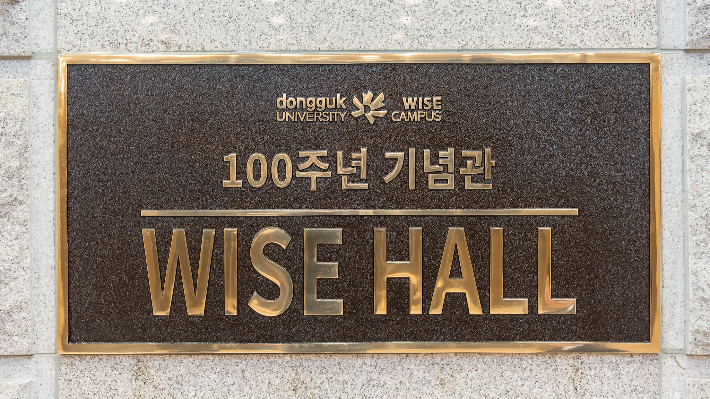 dongguk WISE
UNIVERSITY CAMPUS
100주년 기념관
WISE HALL